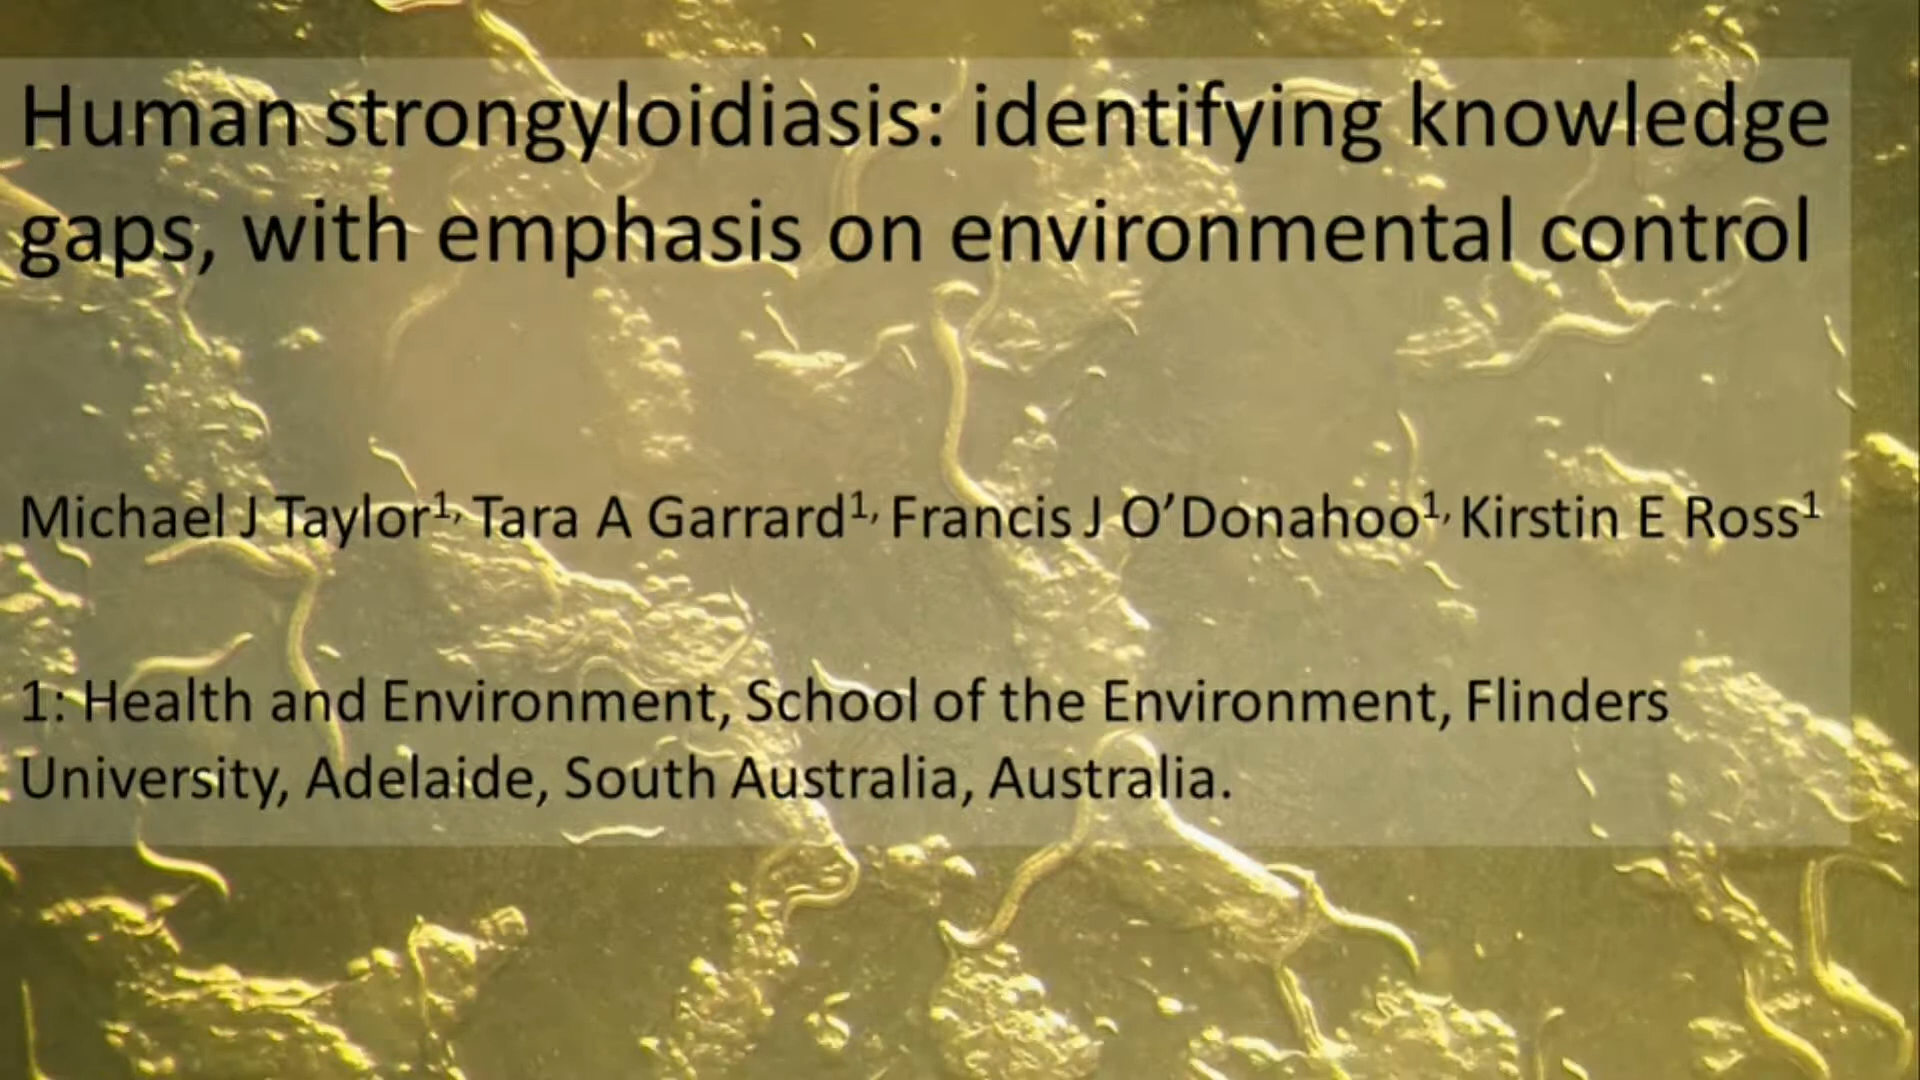 Human strongyloidiasis: identifying knowledge
gaps, with emphasis on environmental control
Michael J Taylor¹, Tara A Garrard¹, Francis J O’Donahoo¹, Kirstin E Ross¹
1: Health and Environment, School of the Environment, Flinders
University, Adelaide, South Australia, Australia.